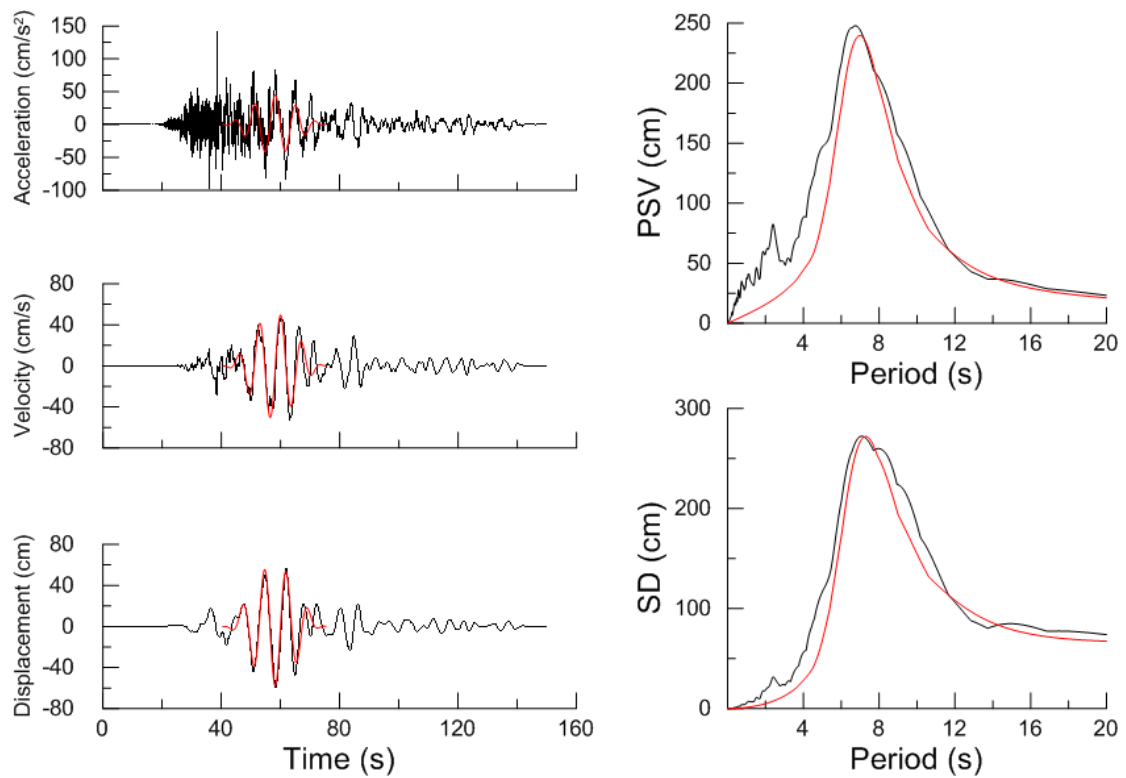 Acceleration (cm/s²)
150
100
50
0
-50
-100
Velocity (cm/s)
80
40
0
-40
-80
Displacement (cm)
80
40
0
-40
-80
0 40 80 120 160
Time (s)
PSV (cm)
250
200
150
100
50
0
4 8 12 16 20
Period (s)
SD (cm)
300
200
100
0
4 8 12 16 20
Period (s)